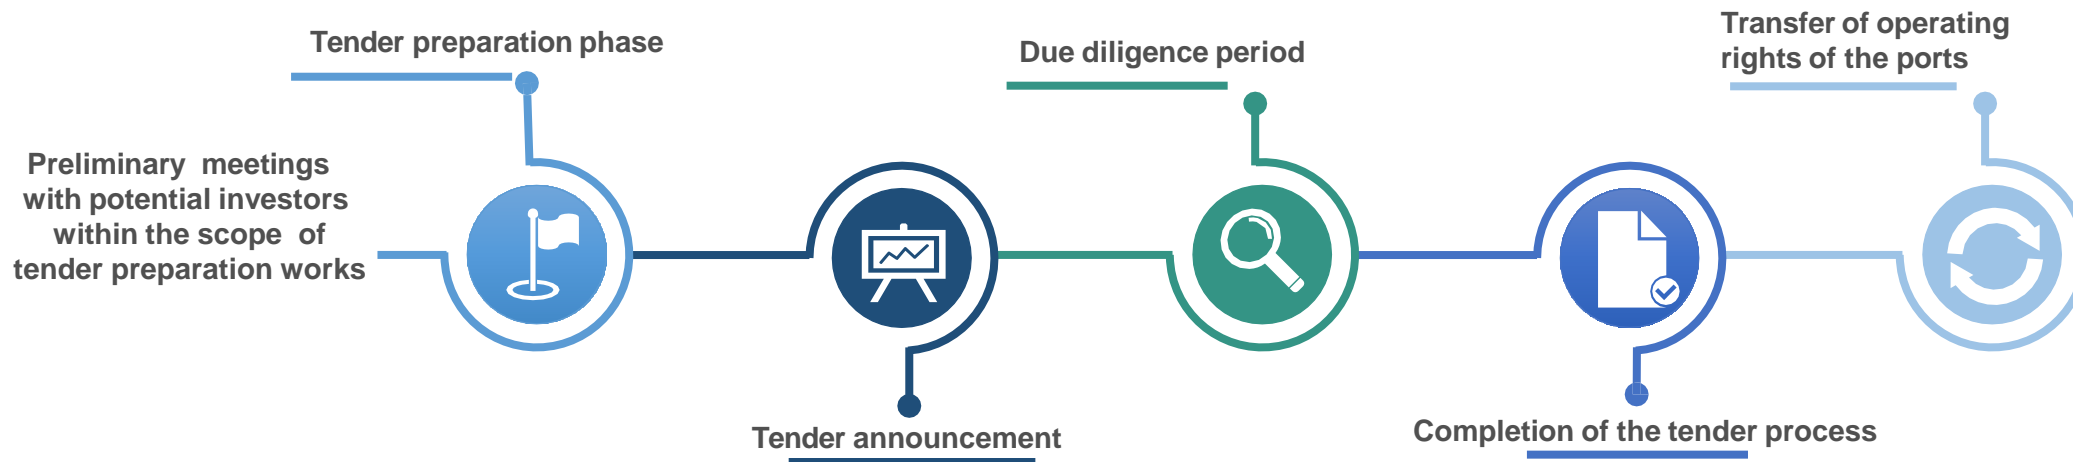 Preliminary meetings
with potential investors
within the scope of
tender preparation works
Tender preparation phase
Tender announcement
Due diligence period
Completion of the tender process
Transfer of operating
rights of the ports